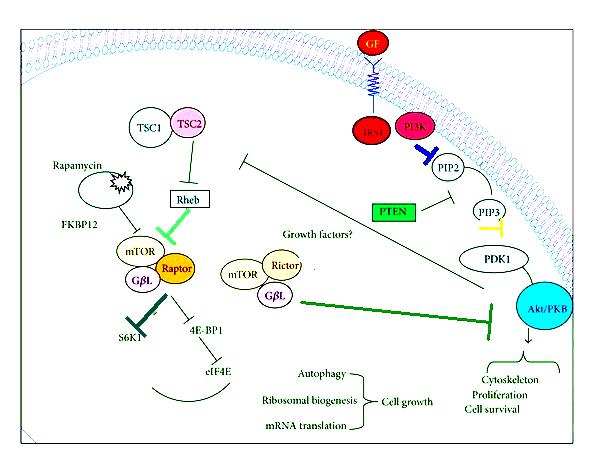 GF
IRS1
PI3K
TSC1
TSC2
PIP2
Rapamycin
Rheb
PTEN
PIP3
FKBP12
Growth factors?
mTOR
Raptor
GβL
mTOR
Rictor
GβL
PDK1
Akt/PKB
S6K1
4E-BP1
eIF4E
Autophagy
Ribosomal biogenesis
mRNA translation
Cell growth
Cytoskeleton
Proliferation
Cell survival